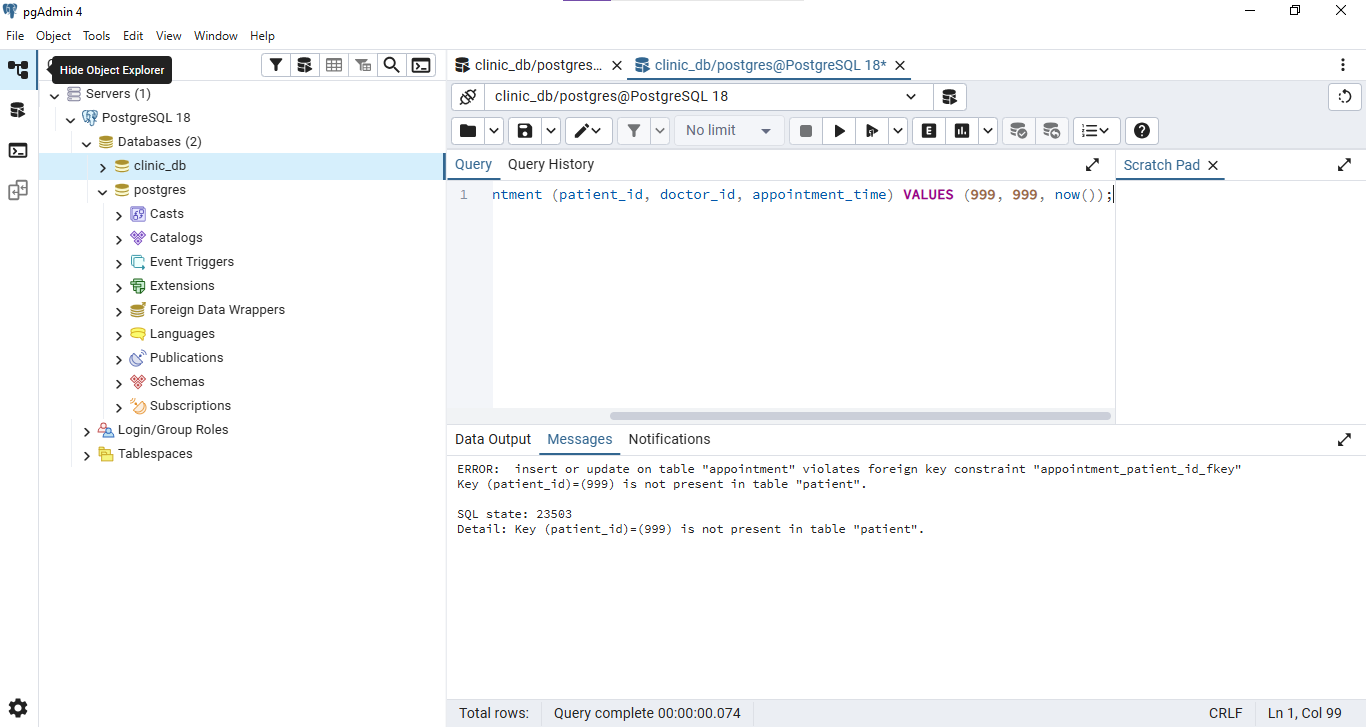 pgAdmin 4
File Object Tools Edit View Window Help
Hide Object Explorer
Servers (1)
PostgreSQL 18
Databases (2)
clinic_db
postgres
Casts
Catalogs
Event Triggers
Extensions
Foreign Data Wrappers
Languages
Publications
Schemas
Subscriptions
Login/Group Roles
Tablespaces
clinic_db/postgres... clinic_db/postgres@PostgreSQL 18*
clinic_db/postgres@PostgreSQL 18
No limit E
Query Query History Scratch Pad
1 ntment (patient_id, doctor_id, appointment_time) VALUES (999, 999, now());
Data Output Messages Notifications
ERROR: insert or update on table "appointment" violates foreign key constraint "appointment_patient_id_fkey"
Key (patient_id)=(999) is not present in table "patient".
SQL state: 23503
Detail: Key (patient_id)=(999) is not present in table "patient".
Total rows: Query complete 00:00:00.074 CRLF Ln 1, Col 99